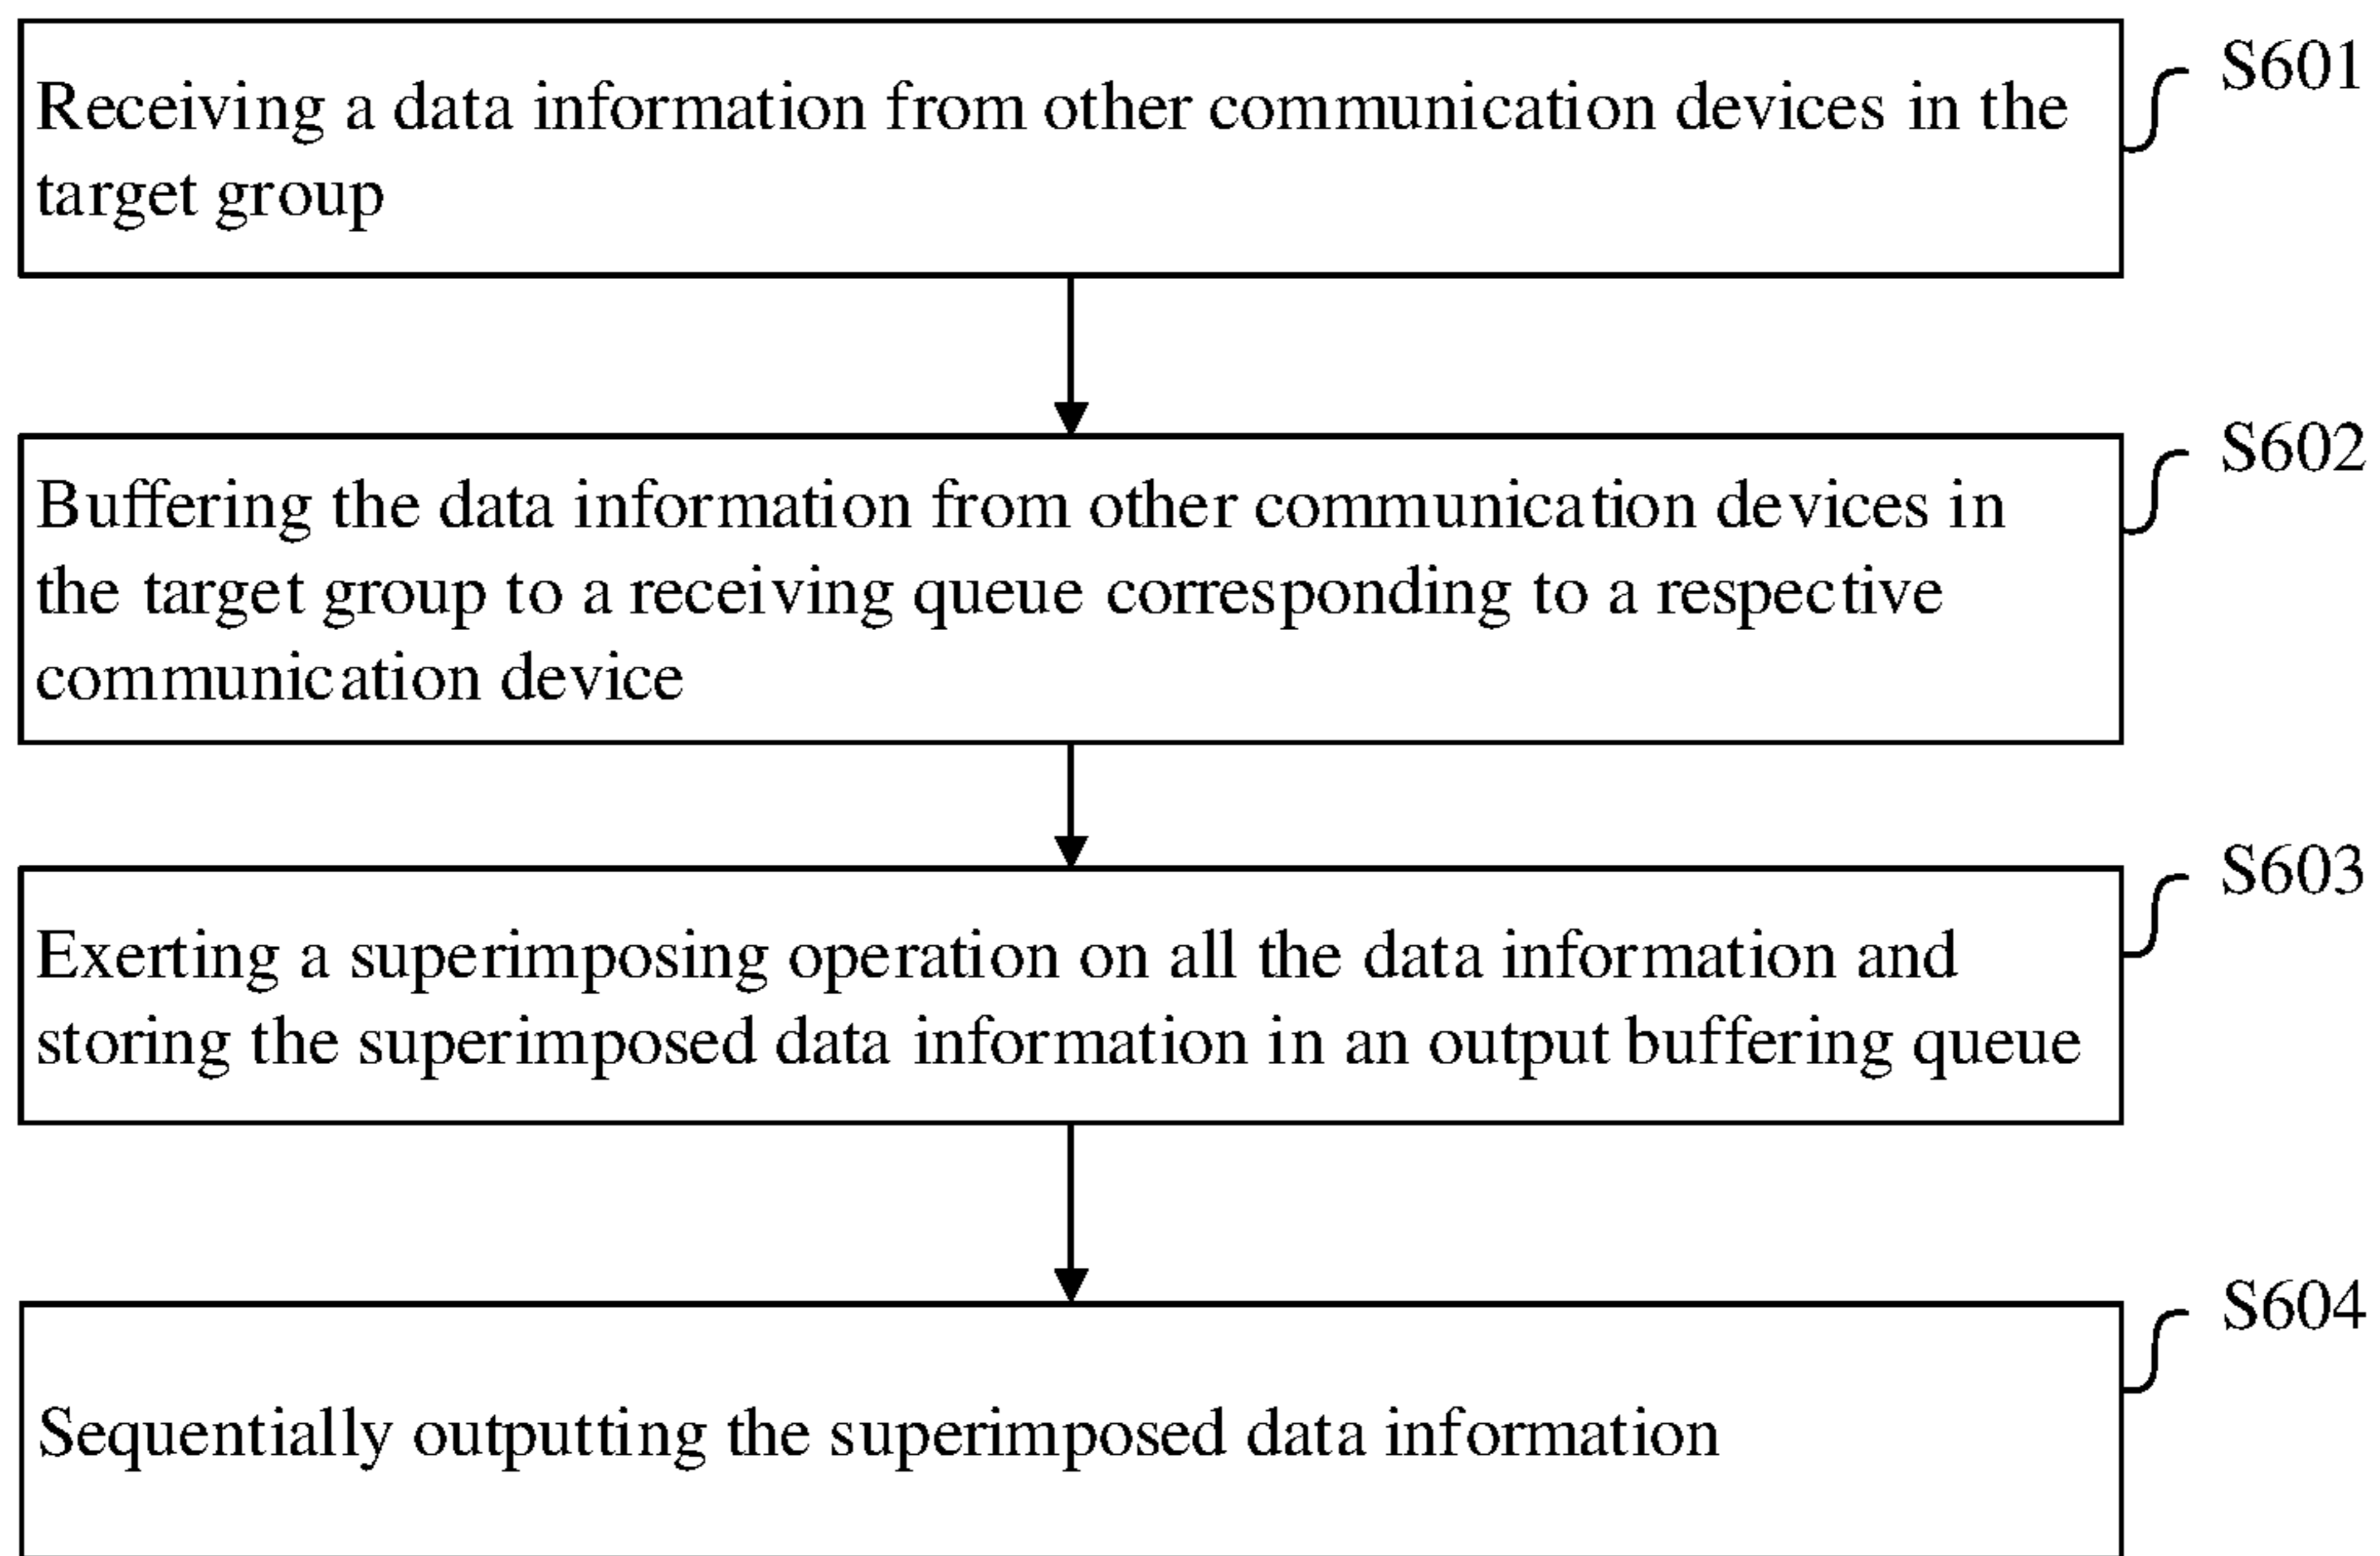 Receiving a data information from other communication devices in the
target group
S601
Buffering the data information from other communication devices in
the target group to a receiving queue corresponding to a respective
communication device
S602
Exerting a superimposing operation on all the data information and
storing the superimposed data information in an output buffering queue
S603
Sequentially outputting the superimposed data information
S604